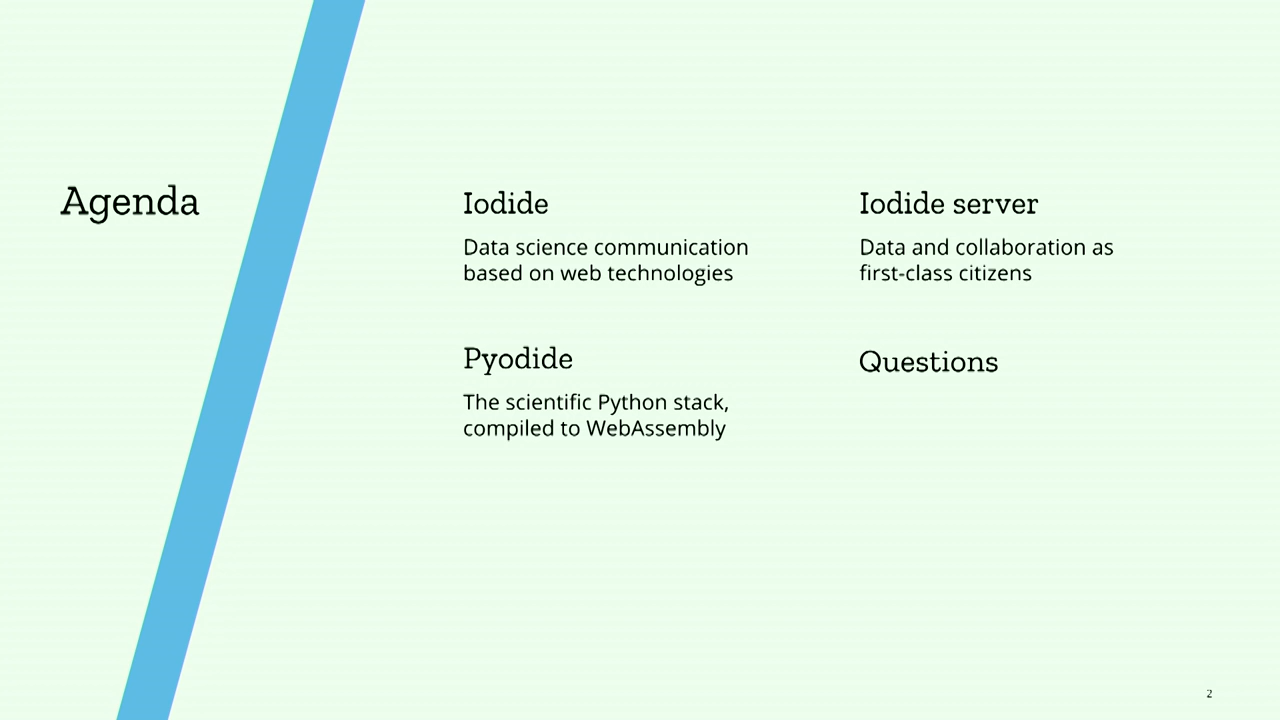 Agenda
Iodide
Data science communication
based on web technologies
Pyodide
The scientific Python stack,
compiled to WebAssembly
Iodide server
Data and collaboration as
first-class citizens
Questions
2